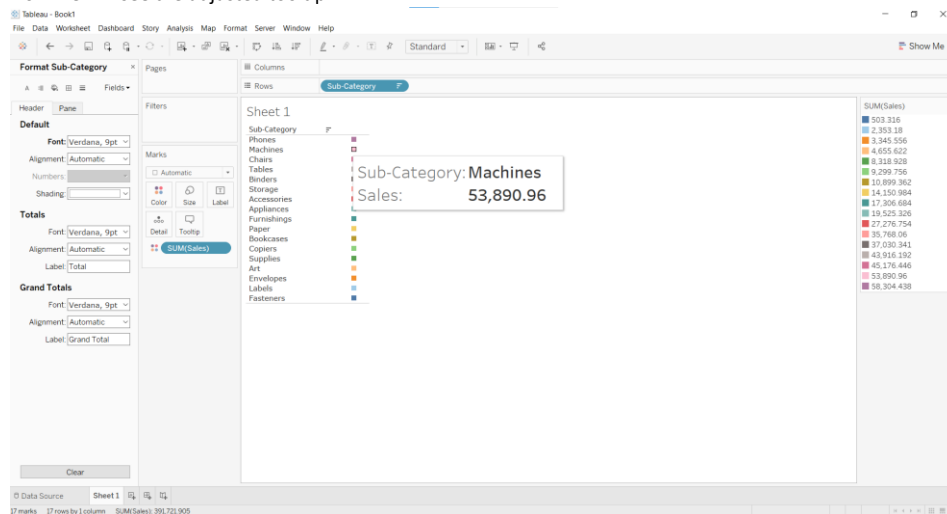 Tableau - Book1
File Data Worksheet Dashboard Story Analysis Map Format Server Window Help
Standard
Show Me
Format Sub-Category
Fields
Header Pane
Default
Font: Verdana, 9pt
Alignment: Automatic
Numbers:
Shading:
Totals
Font: Verdana, 9pt
Alignment: Automatic
Label: Total
Grand Totals
Font: Verdana, 9pt
Alignment: Automatic
Label: Grand Total
Clear
Pages
Filters
Marks
Automatic
Color Size Label
Detail Tooltip
SUM(Sales)
Columns
Rows Sub-Category
Sheet 1
Sub-Category
Phones
Machines
Chairs
Tables
Binders
Storage
Accessories
Appliances
Furnishings
Paper
Bookcases
Copiers
Supplies
Art
Envelopes
Labels
Fasteners
Sub-Category: Machines
Sales: 53,890.96
SUM(Sales)
503.316
2,353.18
3,345.556
4,655.622
8,318.928
9,299.756
10,899.362
14,150.984
17,306.684
19,525.326
27,276.754
35,768.06
37,030.341
43,916.192
45,176.446
53,890.96
58,304.438
Data Source Sheet 1
17 marks 17 rows by 1 column SUM(Sales): 391,721.905